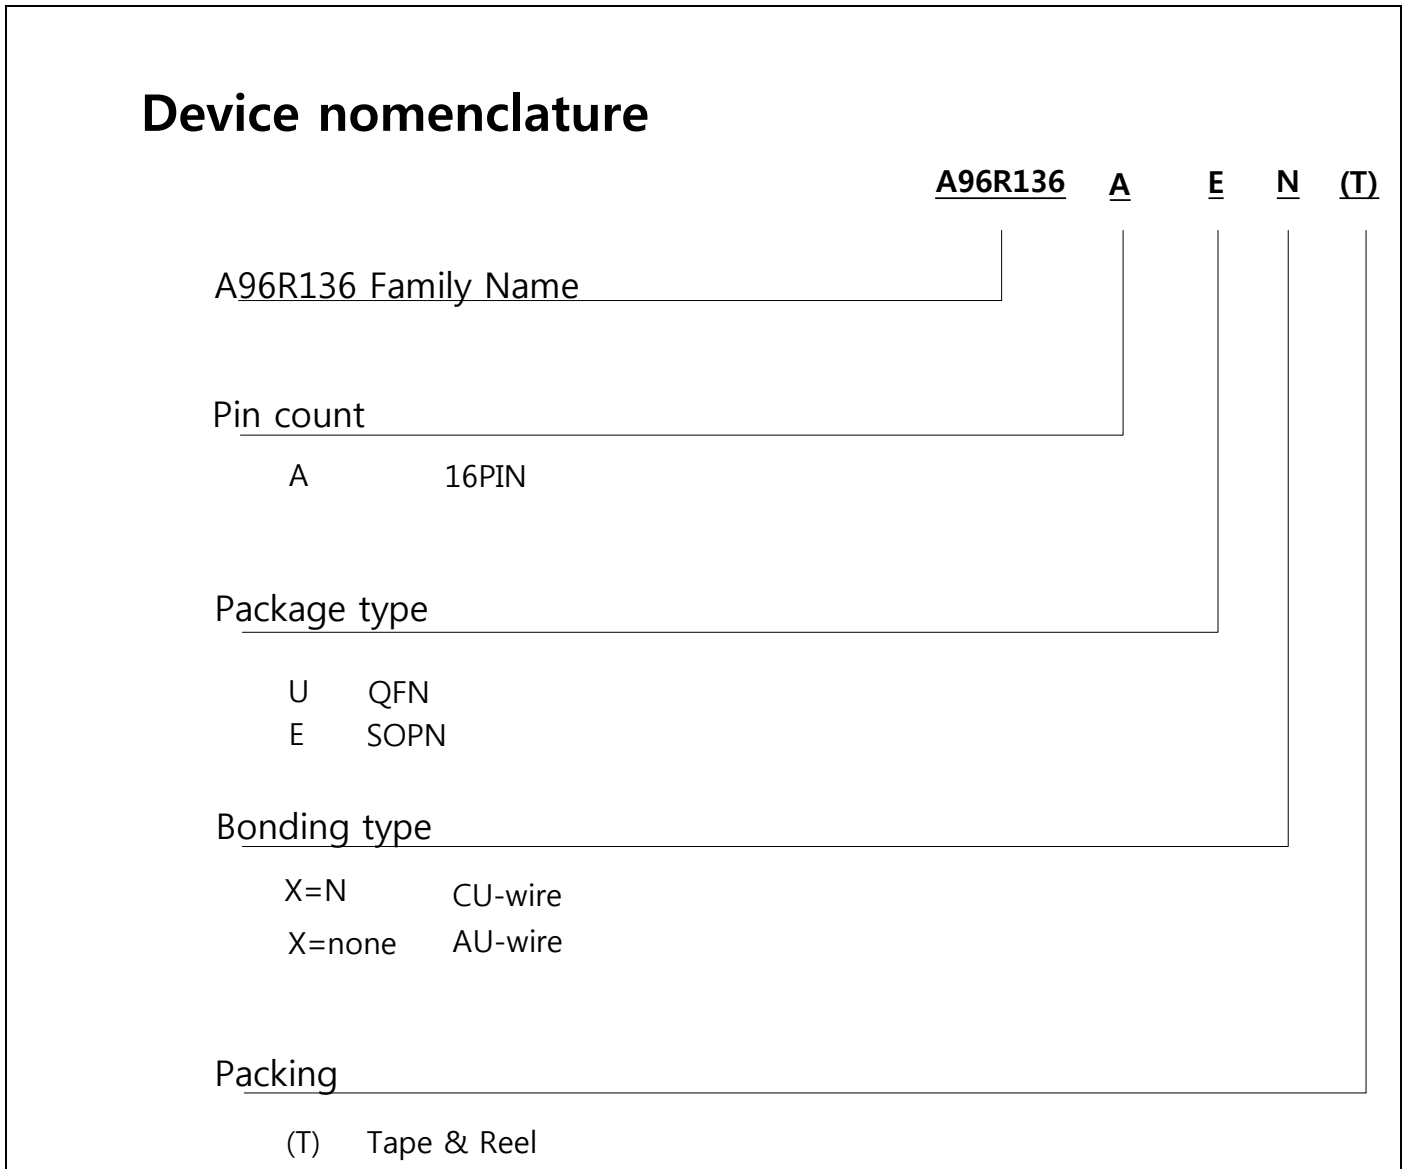 Device nomenclature
A96R136 A E N (T)
A96R136 Family Name
Pin count
A 16PIN
Package type
U QFN
E SOPN
Bonding type
X=N CU-wire
X=none AU-wire
Packing
(T) Tape & Reel